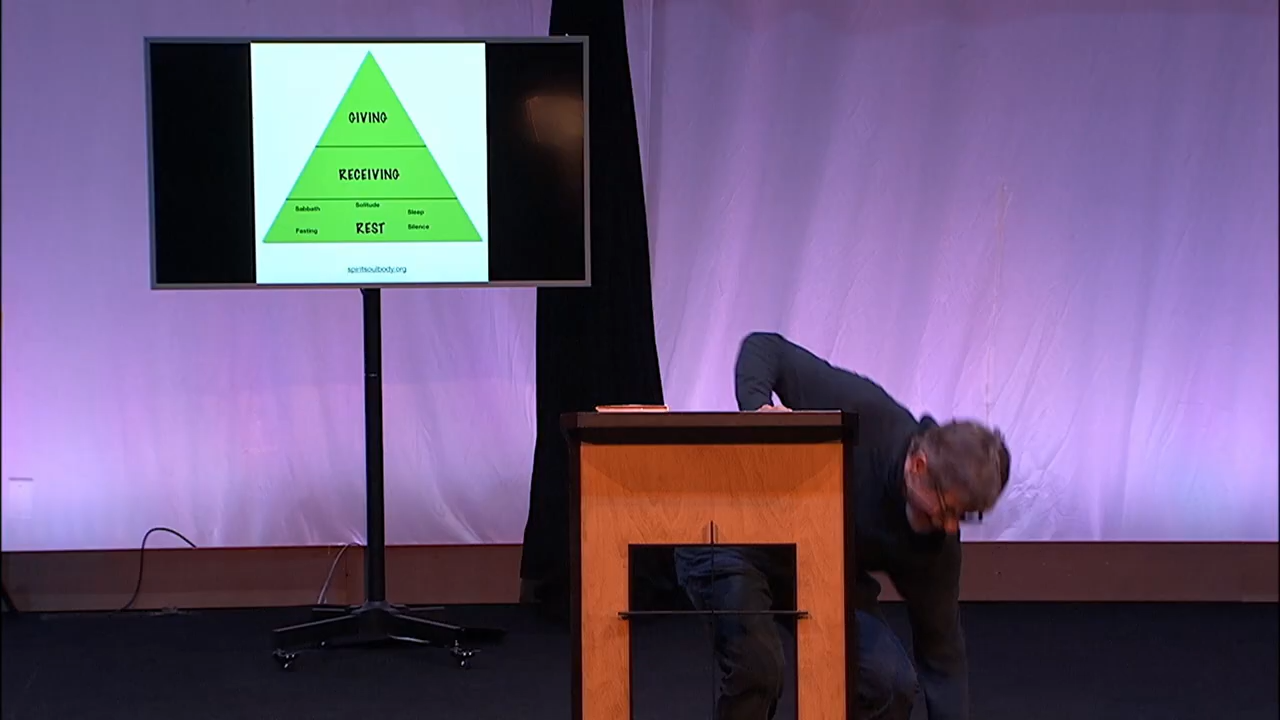 GIVING
RECEIVING
Sabbath Solitude Sleep
Fasting REST Silence
spiritsoulbody.org